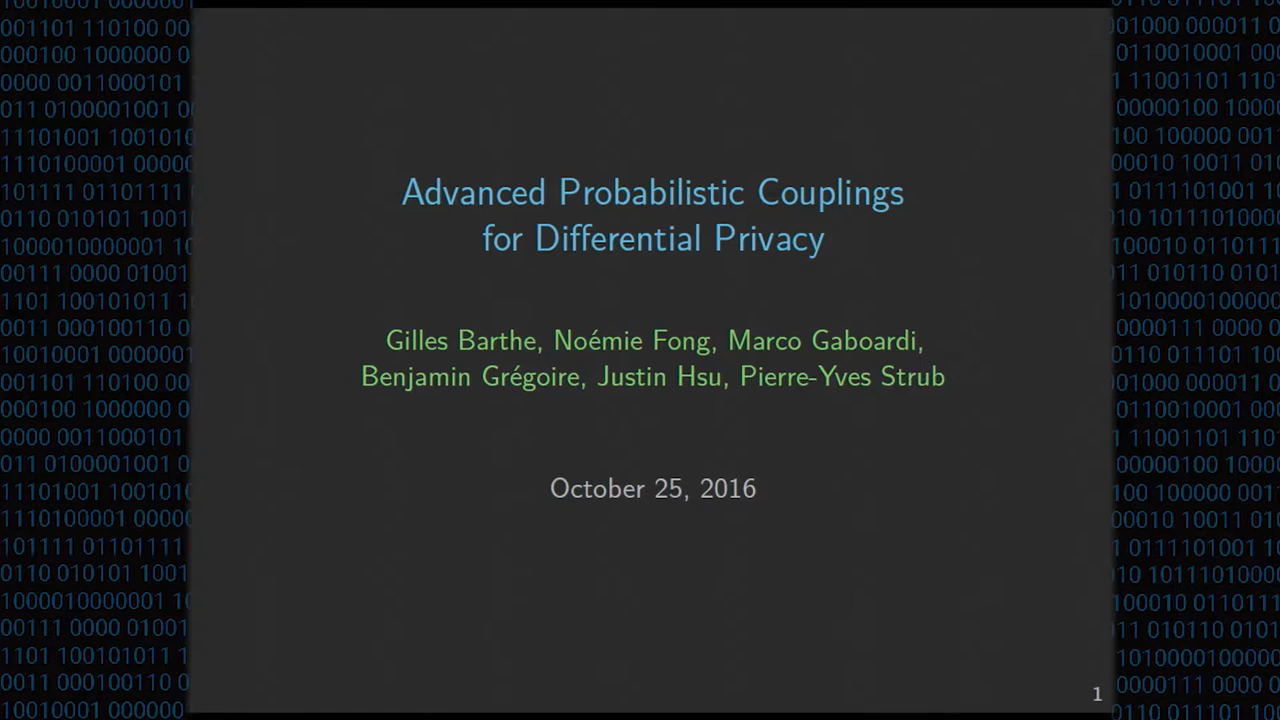 Advanced Probabilistic Couplings
for Differential Privacy
Gilles Barthe, Noémie Fong, Marco Gaboardi,
Benjamin Grégoire, Justin Hsu, Pierre-Yves Strub
October 25, 2016
1